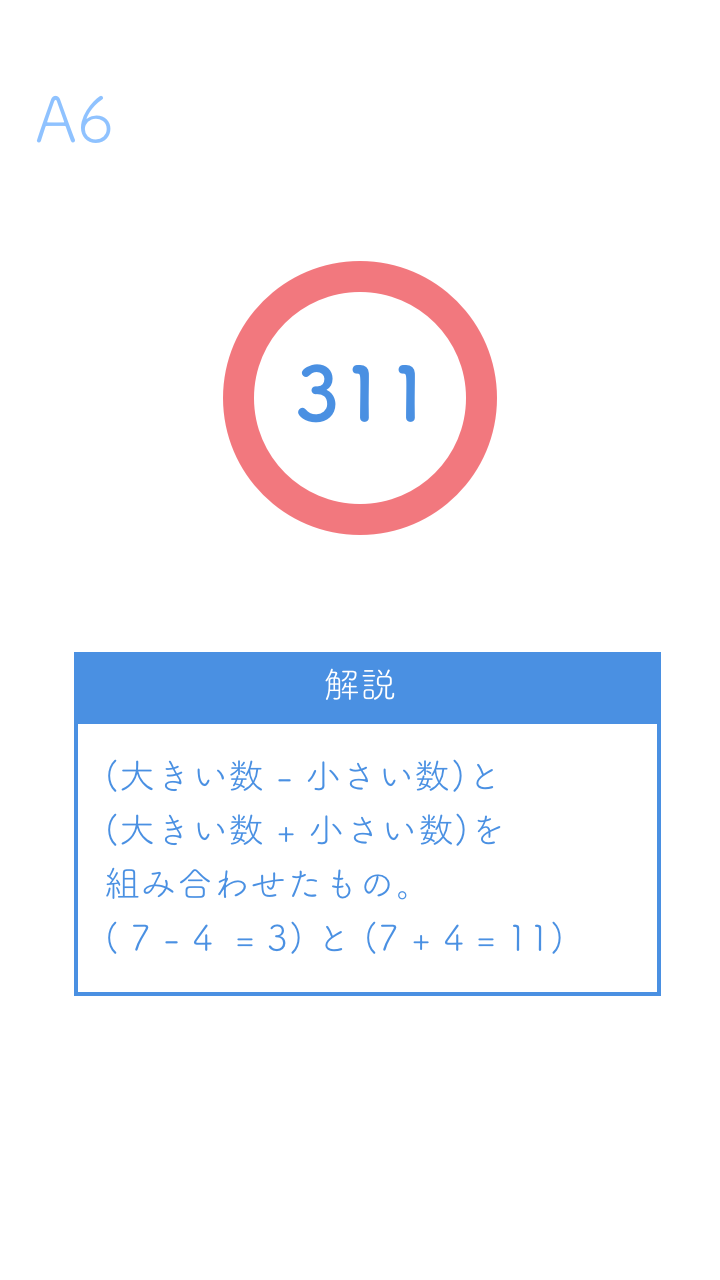 A6
311
解説
(大きい数 - 小さい数)と
(大きい数 + 小さい数)を
組み合わせたもの。
( 7 - 4 = 3) と (7 + 4 = 11)